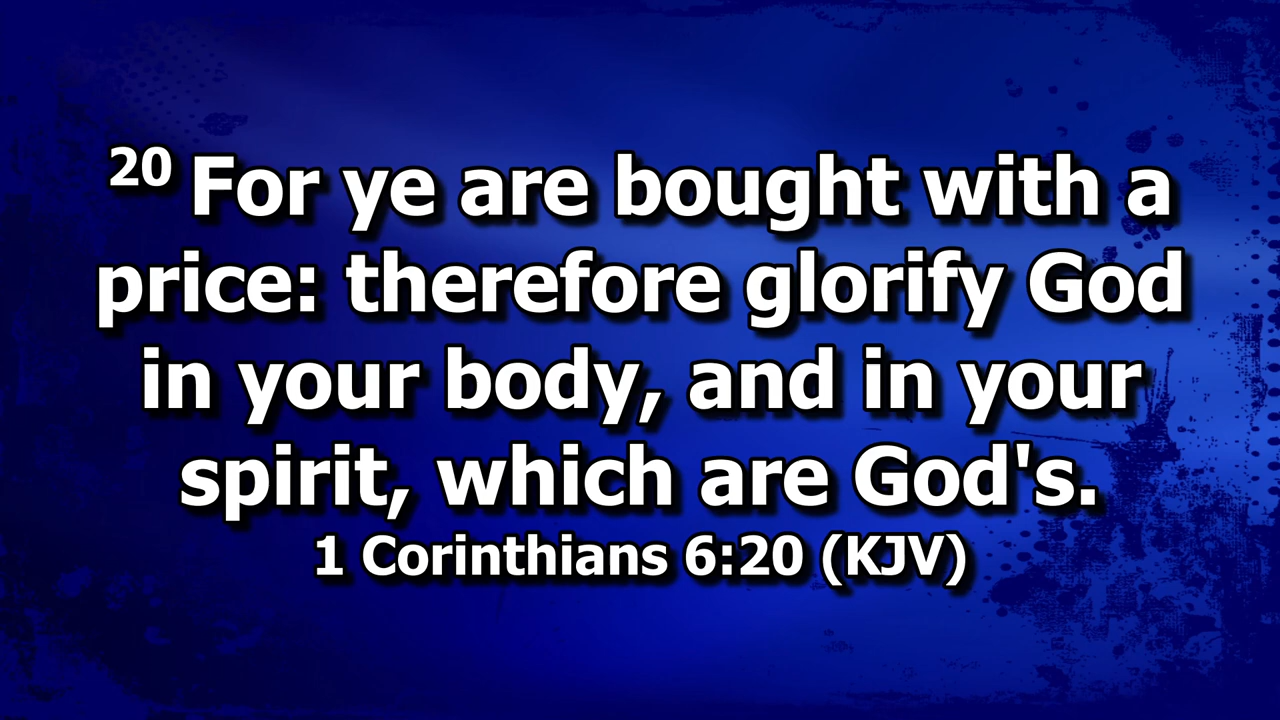 20 For ye are bought with a
price: therefore glorify God
in your body, and in your
spirit, which are God's.
1 Corinthians 6:20 (KJV)